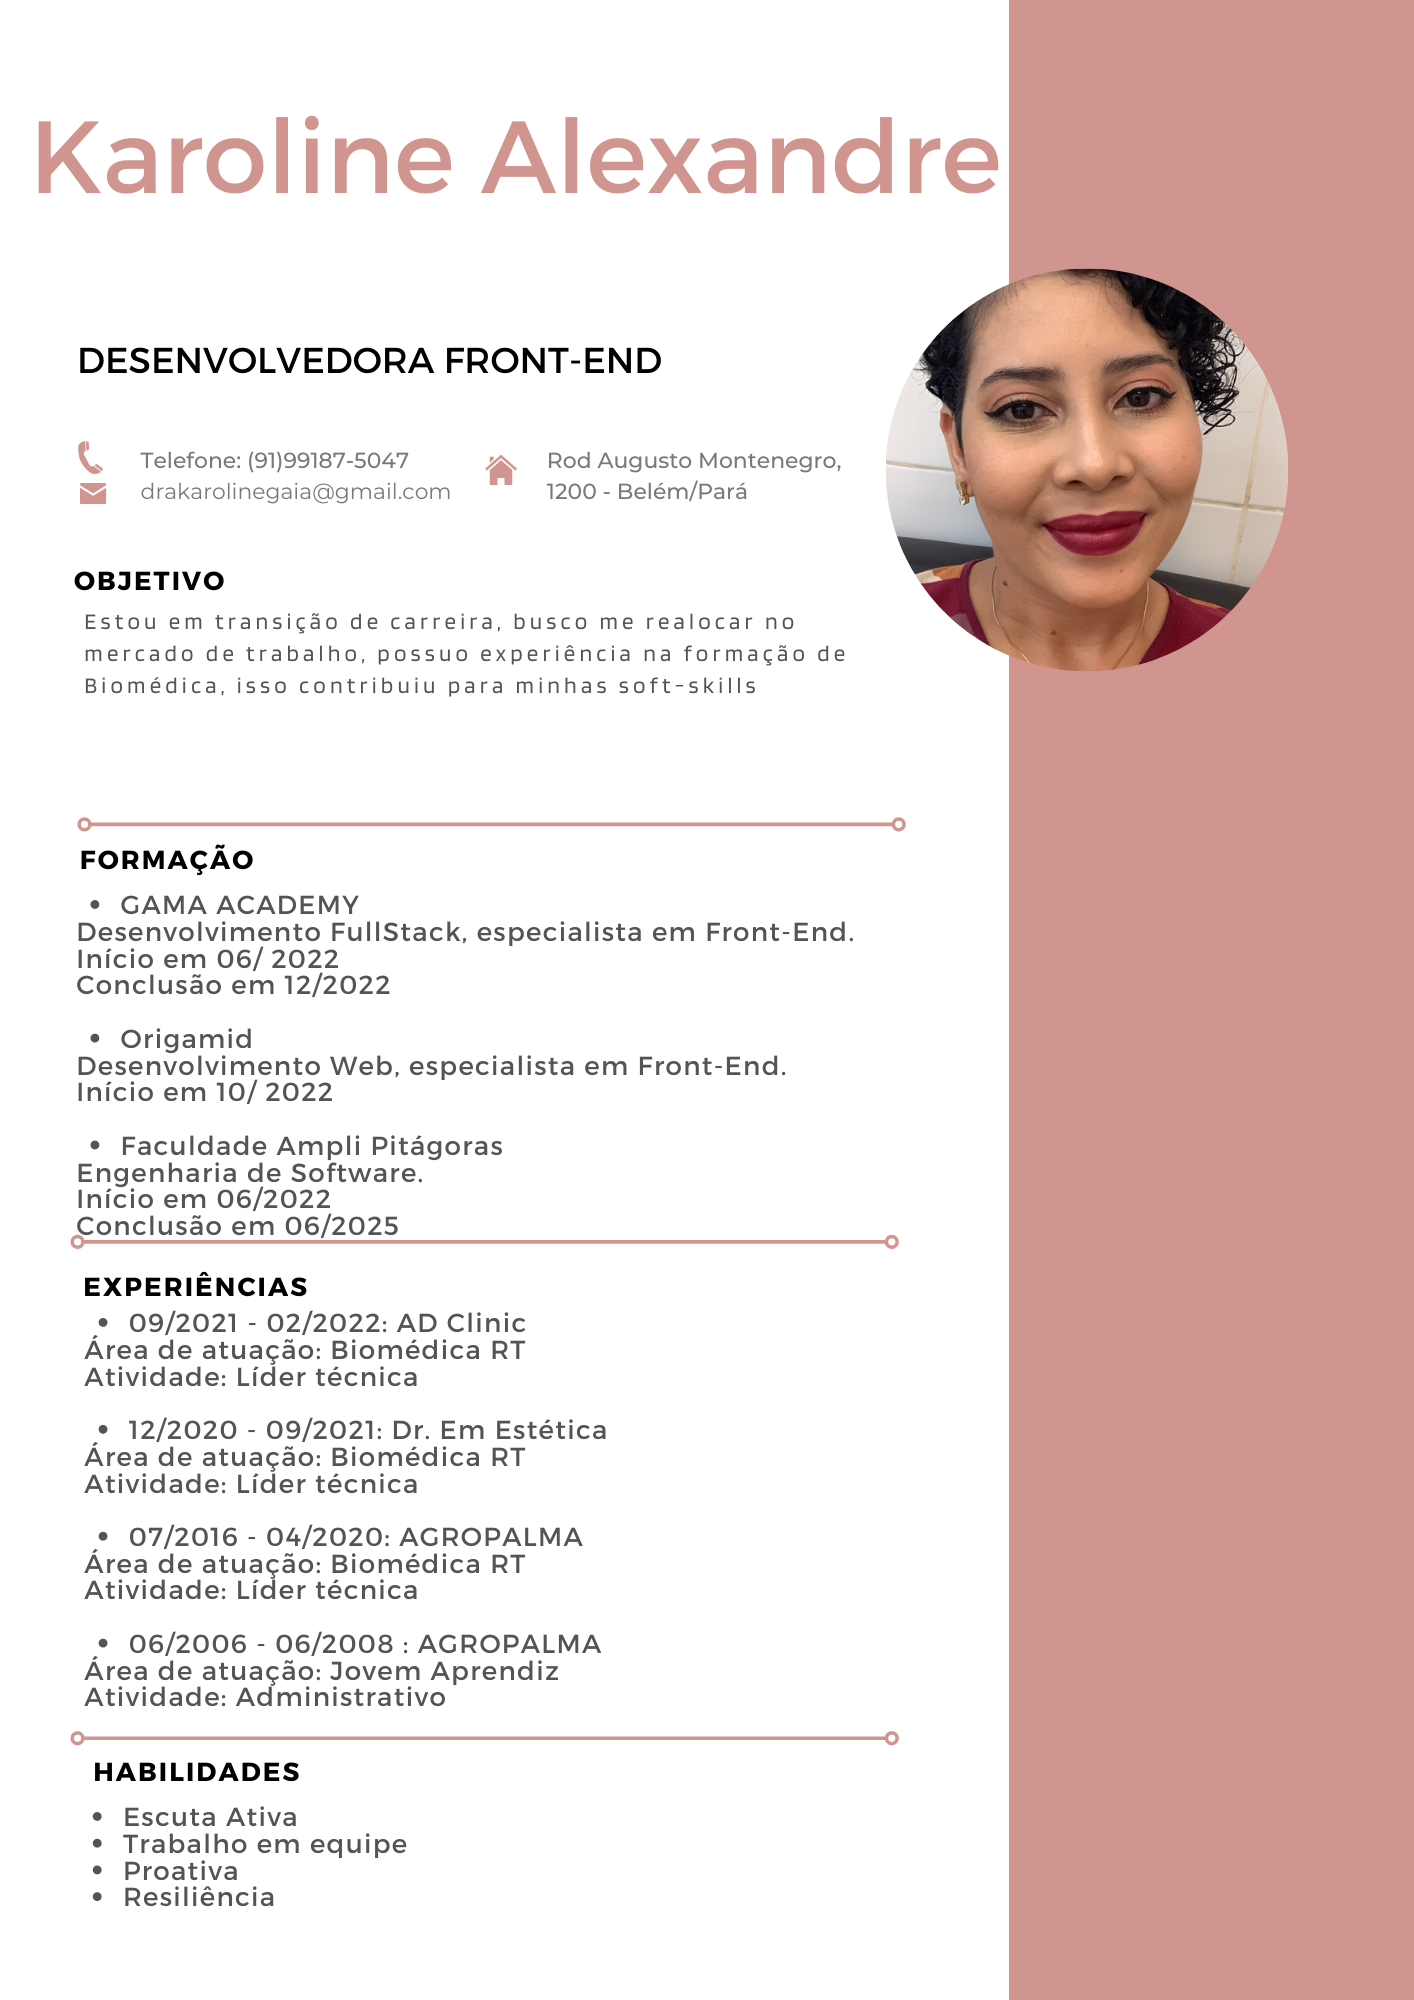 Karoline Alexandre
DESENVOLVEDORA FRONT-END
Telefone: (91)99187-5047
drakarolinegaia@gmail.com
Rod Augusto Montenegro,
1200 - Belém/Pará
OBJETIVO
Estou em transição de carreira, busco me realocar no
mercado de trabalho, possuo experiência na formação de
Biomédica, isso contribuiu para minhas soft-skills
FORMAÇÃO
• GAMA ACADEMY
Desenvolvimento FullStack, especialista em Front-End.
Início em 06/ 2022
Conclusão em 12/2022
• Origamid
Desenvolvimento Web, especialista em Front-End.
Início em 10/ 2022
• Faculdade Ampli Pitágoras
Engenharia de Software.
Início em 06/2022
Conclusão em 06/2025
EXPERIÊNCIAS
• 09/2021 - 02/2022: AD Clinic
Área de atuação: Biomédica RT
Atividade: Líder técnica
• 12/2020 - 09/2021: Dr. Em Estética
Área de atuação: Biomédica RT
Atividade: Líder técnica
• 07/2016 - 04/2020: AGROPALMA
Área de atuação: Biomédica RT
Atividade: Líder técnica
• 06/2006 - 06/2008 : AGROPALMA
Área de atuação: Jovem Aprendiz
Atividade: Administrativo
HABILIDADES
• Escuta Ativa
• Trabalho em equipe
• Proativa
• Resiliência